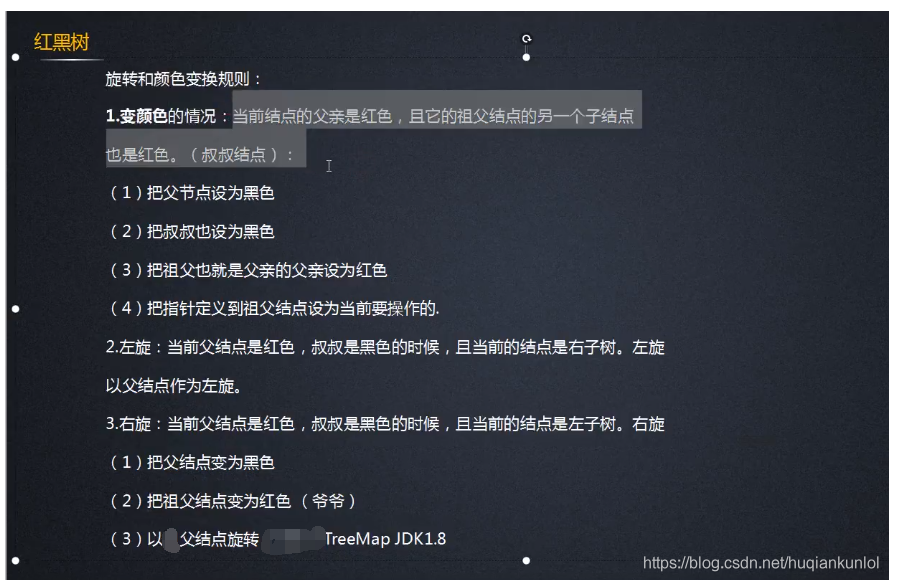 红黑树
旋转和颜色变换规则：
1.变颜色的情况：当前结点的父亲是红色，且它的祖父结点的另一个子结点
也是红色。（叔叔结点）：
（1）把父节点设为黑色
（2）把叔叔也设为黑色
（3）把祖父也就是父亲的父亲设为红色
（4）把指针定义到祖父结点设为当前要操作的.
2.左旋：当前父结点是红色，叔叔是黑色的时候，且当前的结点是右子树。左旋
以父结点作为左旋。
3.右旋：当前父结点是红色，叔叔是黑色的时候，且当前的结点是左子树。右旋
（1）把父结点变为黑色
（2）把祖父结点变为红色 （爷爷）
（3）以 父结点旋转 TreeMap JDK1.8
https://blog.csdn.net/huqiankunlol